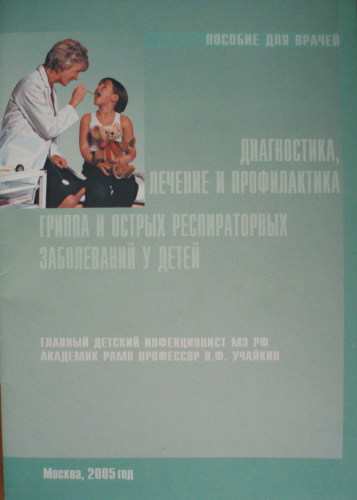 ПОСОБИЕ ДЛЯ ВРАЧЕЙ
ДИАГНОСТИКА,
ЛЕЧЕНИЕ И ПРОФИЛАКТИКА
ГРИППА И ОСТРЫХ РЕСПИРАТОРНЫХ
ЗАБОЛЕВАНИЙ У ДЕТЕЙ
ГЛАВНЫЙ ДЕТСКИЙ ИНФЕКЦИОНИСТ МЗ РФ
АКАДЕМИК РАМН ПРОФЕССОР В.Ф. УЧАЙКИН
Москва, 2005 год